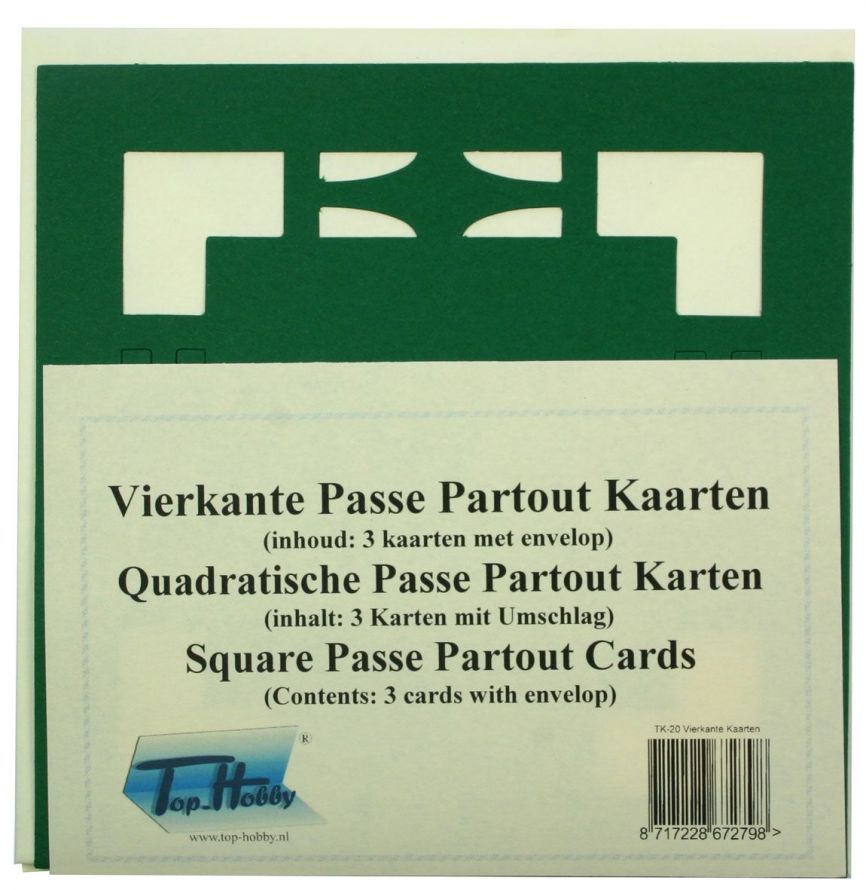 Vierkante Passe Partout Kaarten
(inhoud: 3 kaarten met envelop)
Quadratische Passe Partout Karten
(inhalt: 3 Karten mit Umschlag)
Square Passe Partout Cards
(Contents: 3 cards with envelop)
Top-Hobby ®
www.top-hobby.nl
TK-20 Vierkante Kaarten
8 717228 672798 >